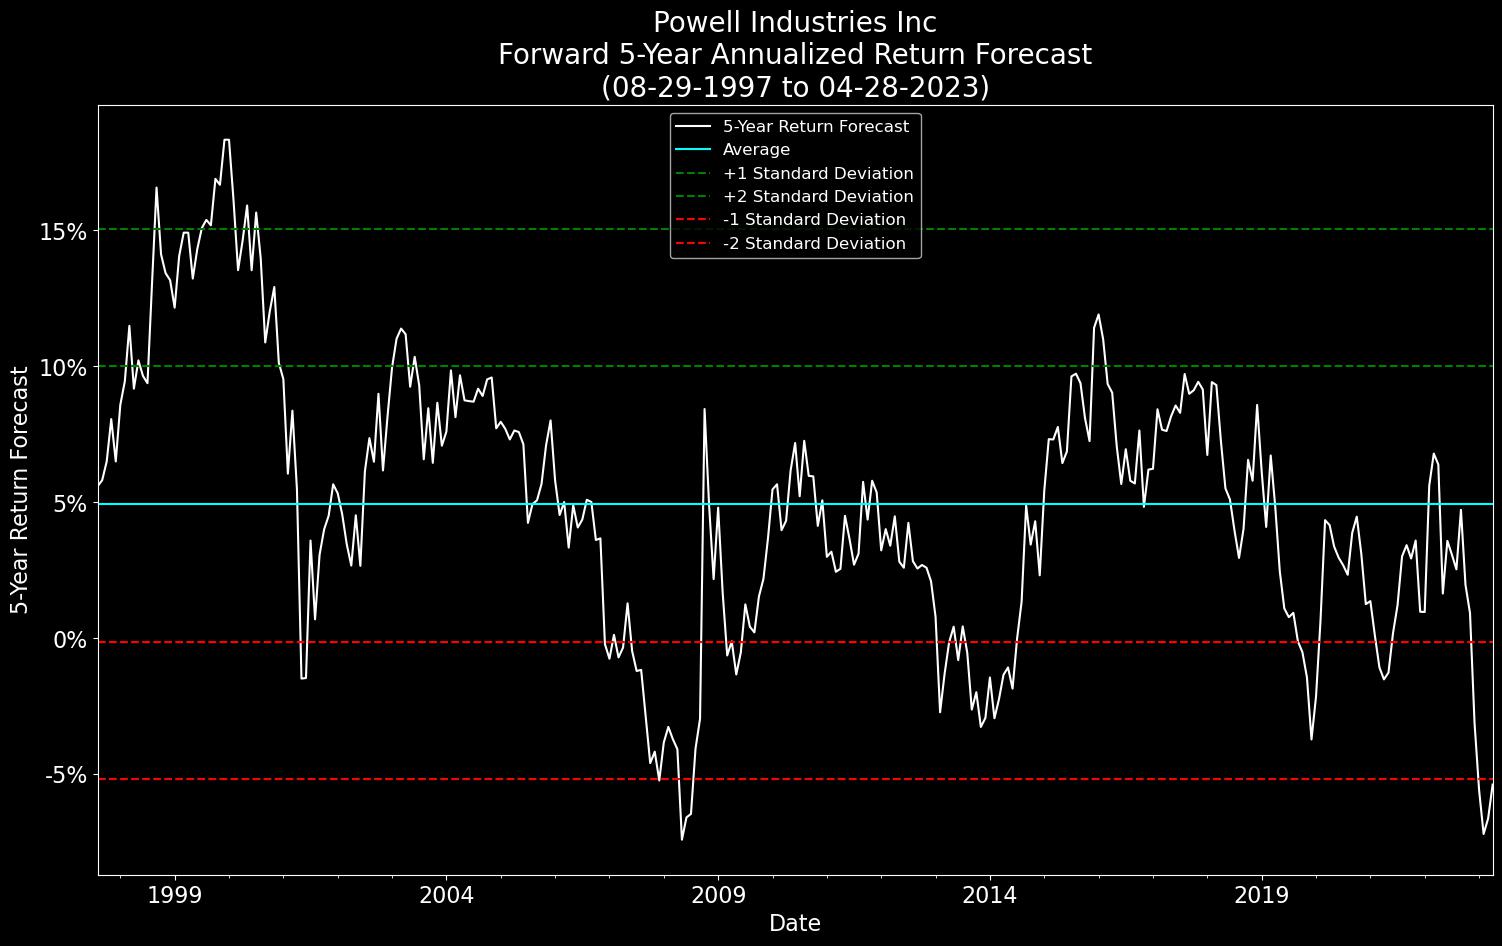 Powell Industries Inc
Forward 5-Year Annualized Return Forecast
(08-29-1997 to 04-28-2023)
5-Year Return Forecast
Average
+1 Standard Deviation
+2 Standard Deviation
-1 Standard Deviation
-2 Standard Deviation
15%
10%
5%
0%
-5%
5-Year Return Forecast
1999
2004
2009
2014
2019
Date